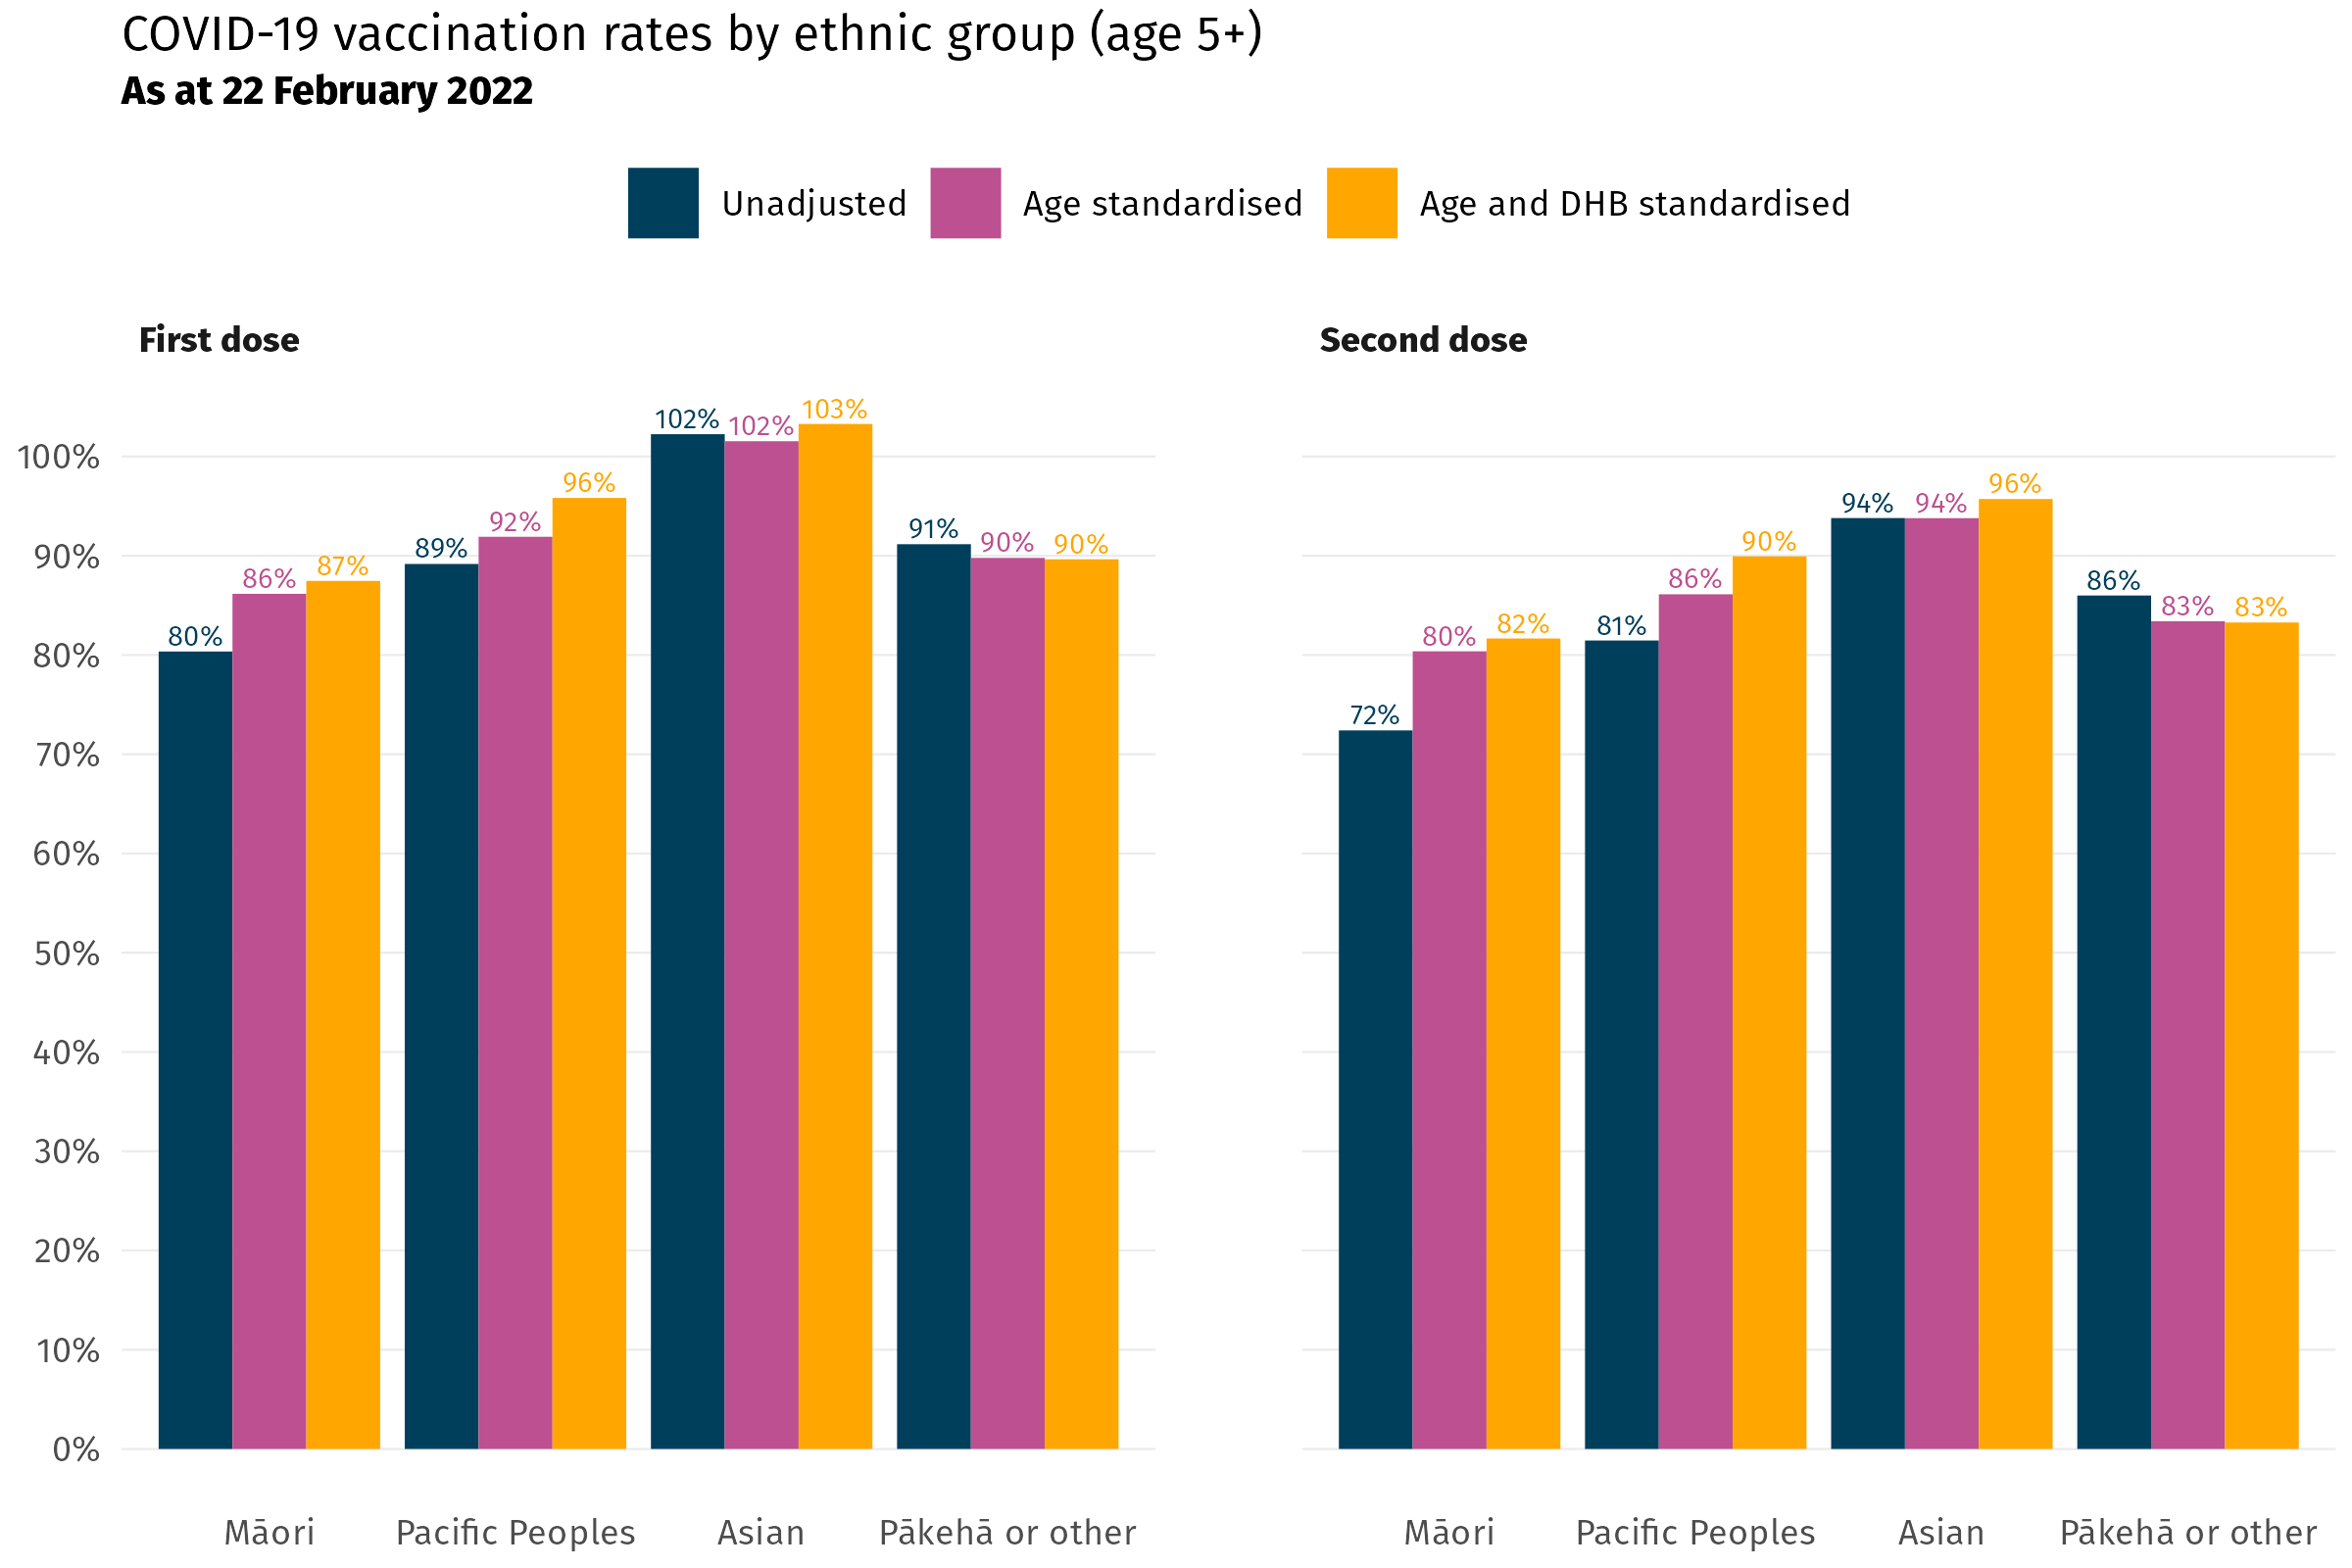 COVID-19 vaccination rates by ethnic group (age 5+)
As at 22 February 2022
Unadjusted Age standardised Age and DHB standardised
First dose
100%
90%
80%
70%
60%
50%
40%
30%
20%
10%
0%
80% 86% 87%
89% 92% 96%
102% 102% 103%
91% 90% 90%
Māori Pacific Peoples Asian Pākehā or other
Second dose
72% 80% 82%
81% 86% 90%
94% 94% 96%
86% 83% 83%
Māori Pacific Peoples Asian Pākehā or other